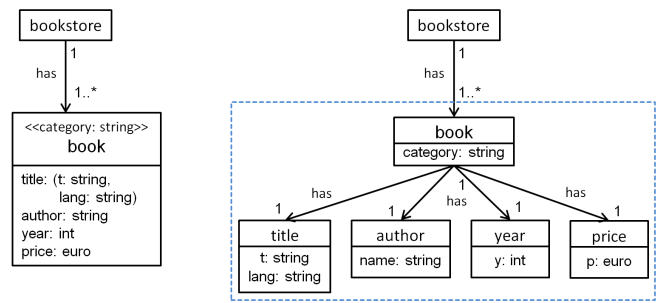 bookstore
1
has
1..*
<<category: string>>
book
title: (t: string,
lang: string)
author: string
year: int
price: euro
bookstore
1
has
1..*
book
category: string
has
1
has
has
1
1
1
1
title
t: string
lang: string
author
name: string
year
y: int
price
p: euro